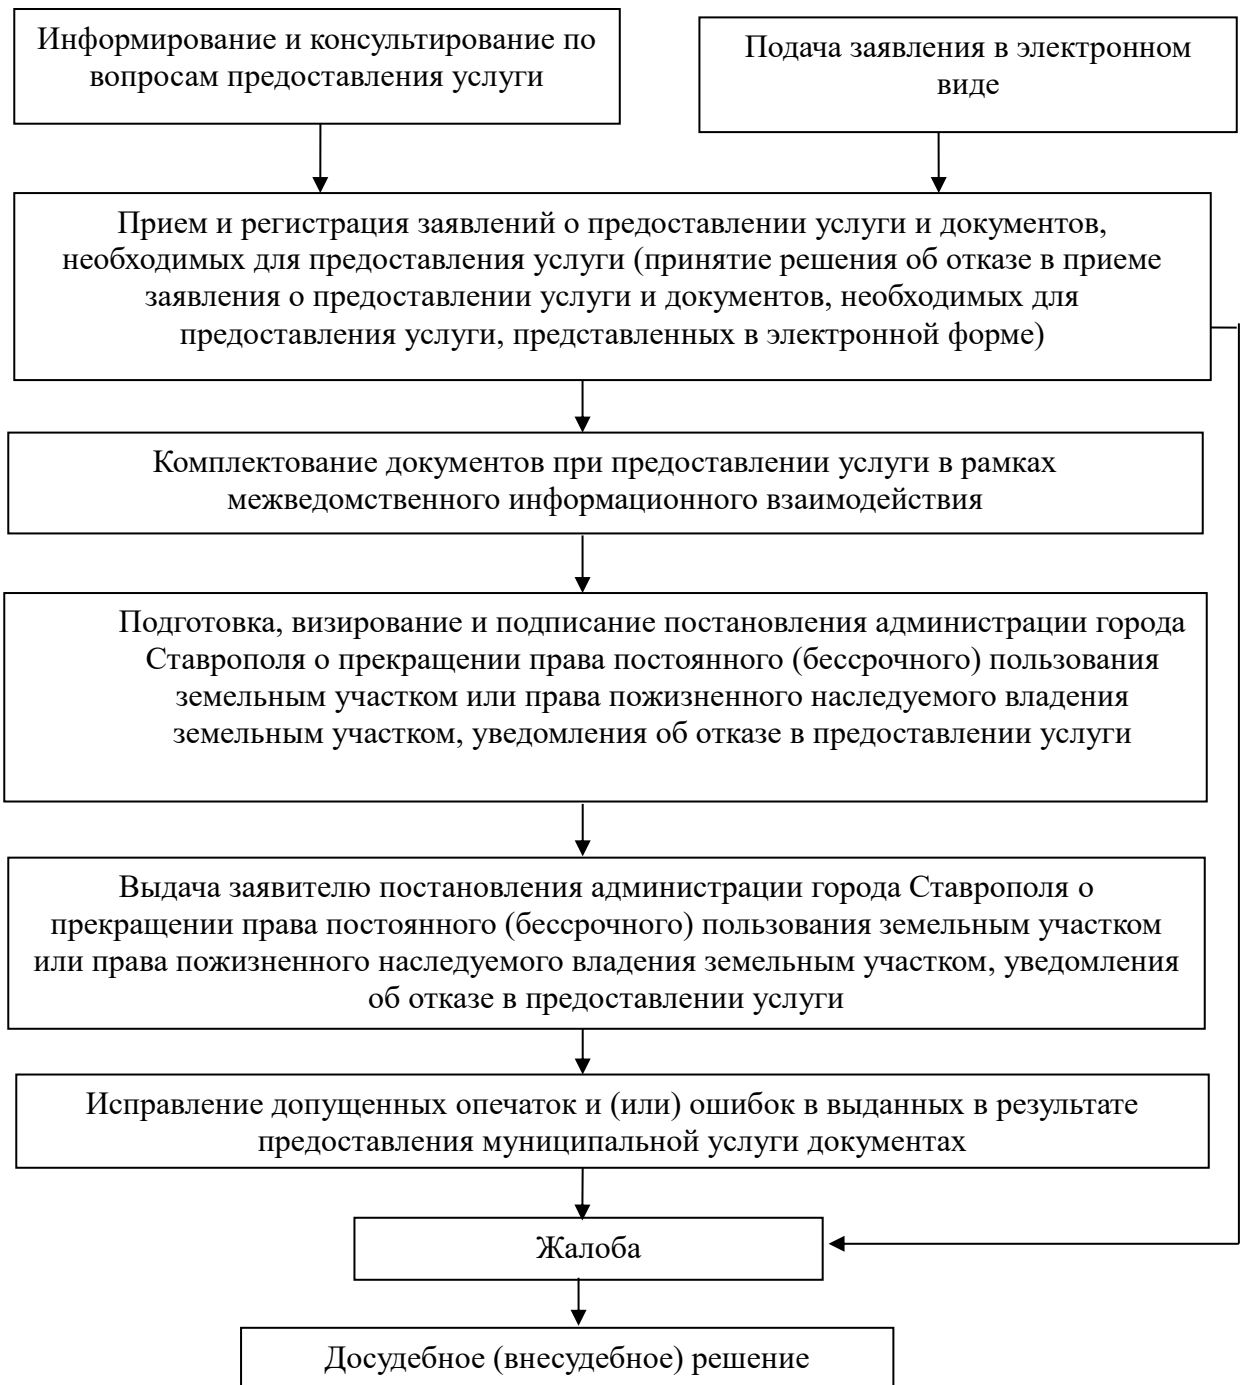 Информирование и консультирование по
вопросам предоставления услуги
Подача заявления в электронном
виде
Прием и регистрация заявлений о предоставлении услуги и документов,
необходимых для предоставления услуги (принятие решения об отказе в приеме
заявления о предоставлении услуги и документов, необходимых для
предоставления услуги, представленных в электронной форме)
Комплектование документов при предоставлении услуги в рамках
межведомственного информационного взаимодействия
Подготовка, визирование и подписание постановления администрации города
Ставрополя о прекращении права постоянного (бессрочного) пользования
земельным участком или права пожизненного наследуемого владения
земельным участком, уведомления об отказе в предоставлении услуги
Выдача заявителю постановления администрации города Ставрополя о
прекращении права постоянного (бессрочного) пользования земельным участком
или права пожизненного наследуемого владения земельным участком, уведомления
об отказе в предоставлении услуги
Исправление допущенных опечаток и (или) ошибок в выданных в результате
предоставления муниципальной услуги документах
Жалоба
Досудебное (внесудебное) решение